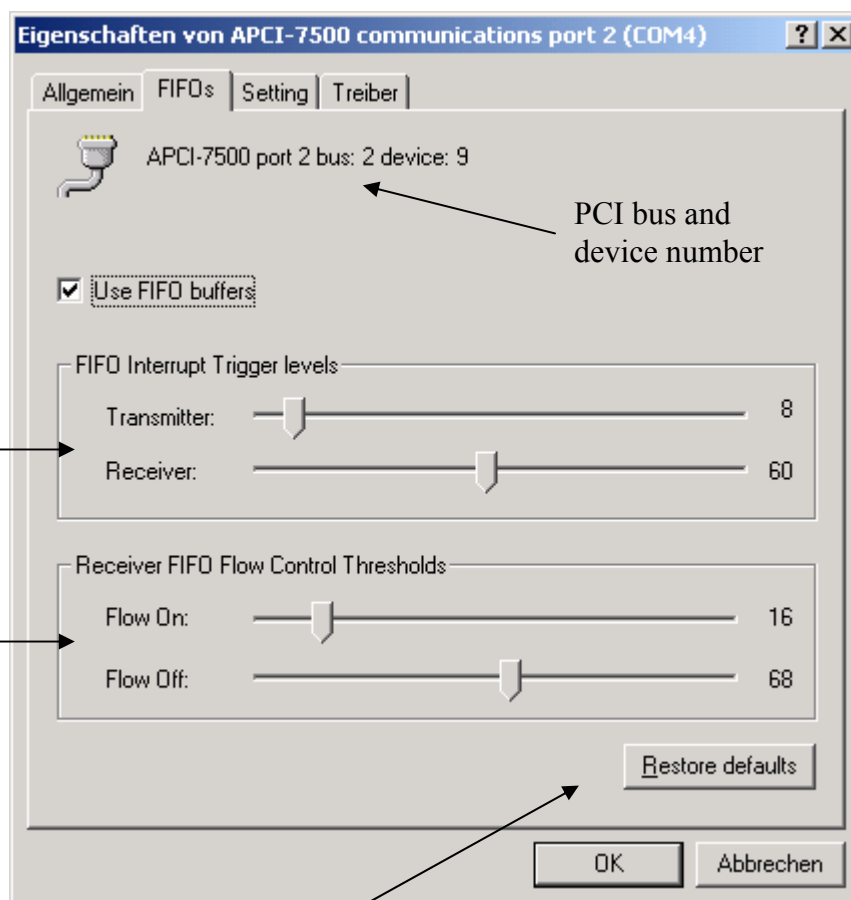 Eigenschaften von APCI-7500 communications port 2 (COM4)
Allgemein FIFOs Setting Treiber
APCI-7500 port 2 bus: 2 device: 9
PCI bus and
device number
Use FIFO buffers
FIFO Interrupt Trigger levels
Transmitter: 8
Receiver: 60
Receiver FIFO Flow Control Thresholds
Flow On: 16
Flow Off: 68
Restore defaults
OK Abbrechen